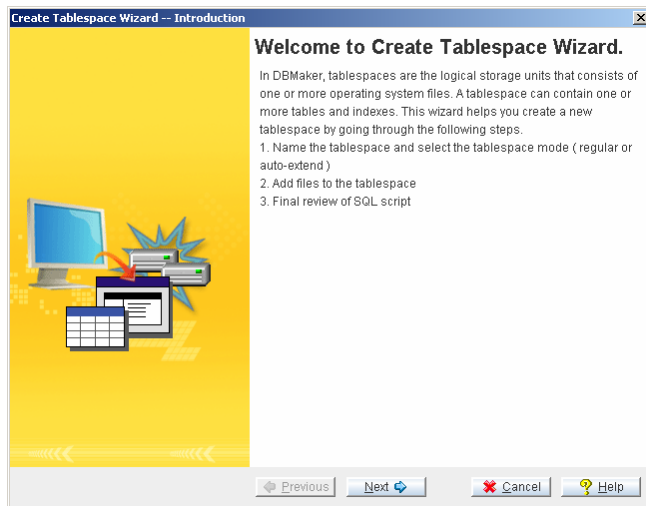 Create Tablespace Wizard -- Introduction
Welcome to Create Tablespace Wizard.
In DBMaker, tablespaces are the logical storage units that consists of
one or more operating system files. A tablespace can contain one or
more tables and indexes. This wizard helps you create a new
tablespace by going through the following steps.
1. Name the tablespace and select the tablespace mode ( regular or
auto-extend )
2. Add files to the tablespace
3. Final review of SQL script
Previous Next Cancel Help